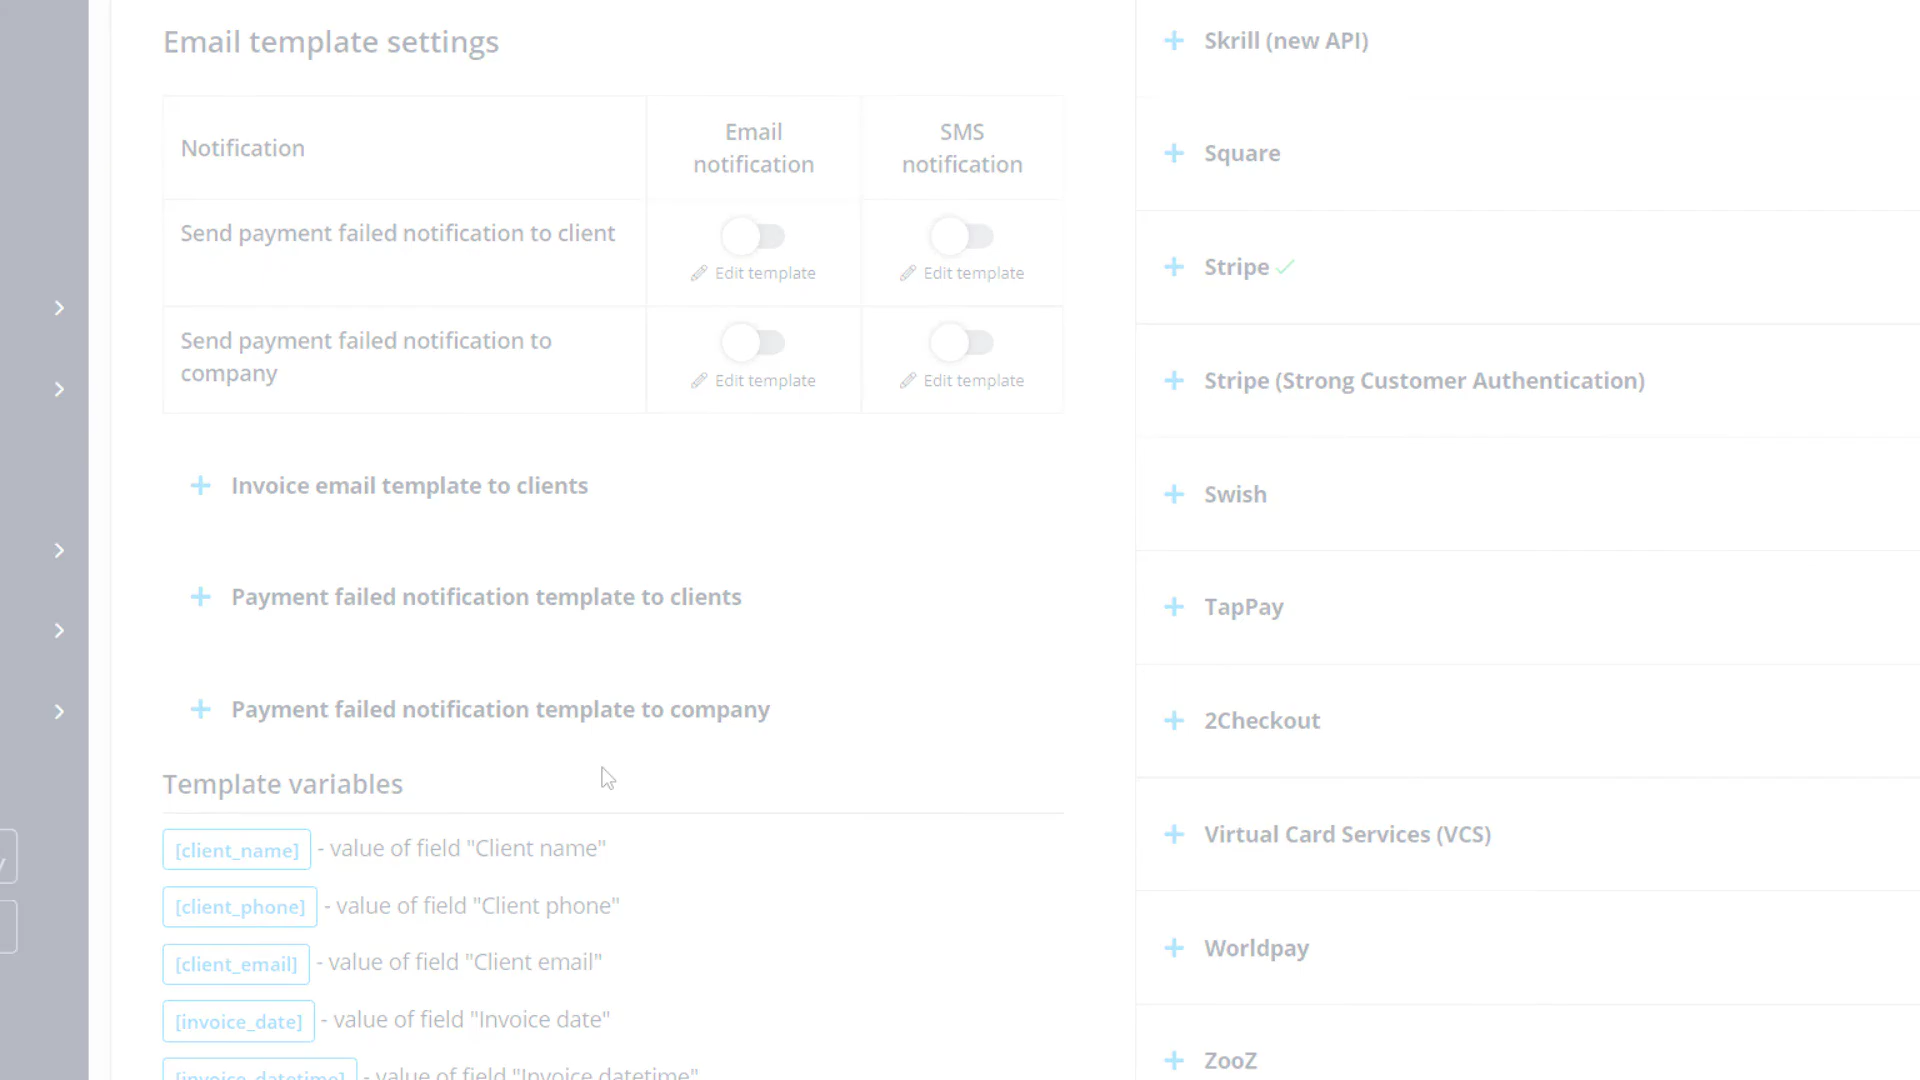 Email template settings
Notification
Email
notification
SMS
notification
Send payment failed notification to client
Edit template
Edit template
Send payment failed notification to
company
Edit template
Edit template
Invoice email template to clients
Payment failed notification template to clients
Payment failed notification template to company
Template variables
[client_name] - value of field "Client name"
[client_phone] - value of field "Client phone"
[client_email] - value of field "Client email"
[invoice_date] - value of field "Invoice date"
[invoice_datetime] - value of field "Invoice datetime"
Skrill (new API)
Square
Stripe
Stripe (Strong Customer Authentication)
Swish
TapPay
2Checkout
Virtual Card Services (VCS)
Worldpay
ZooZ